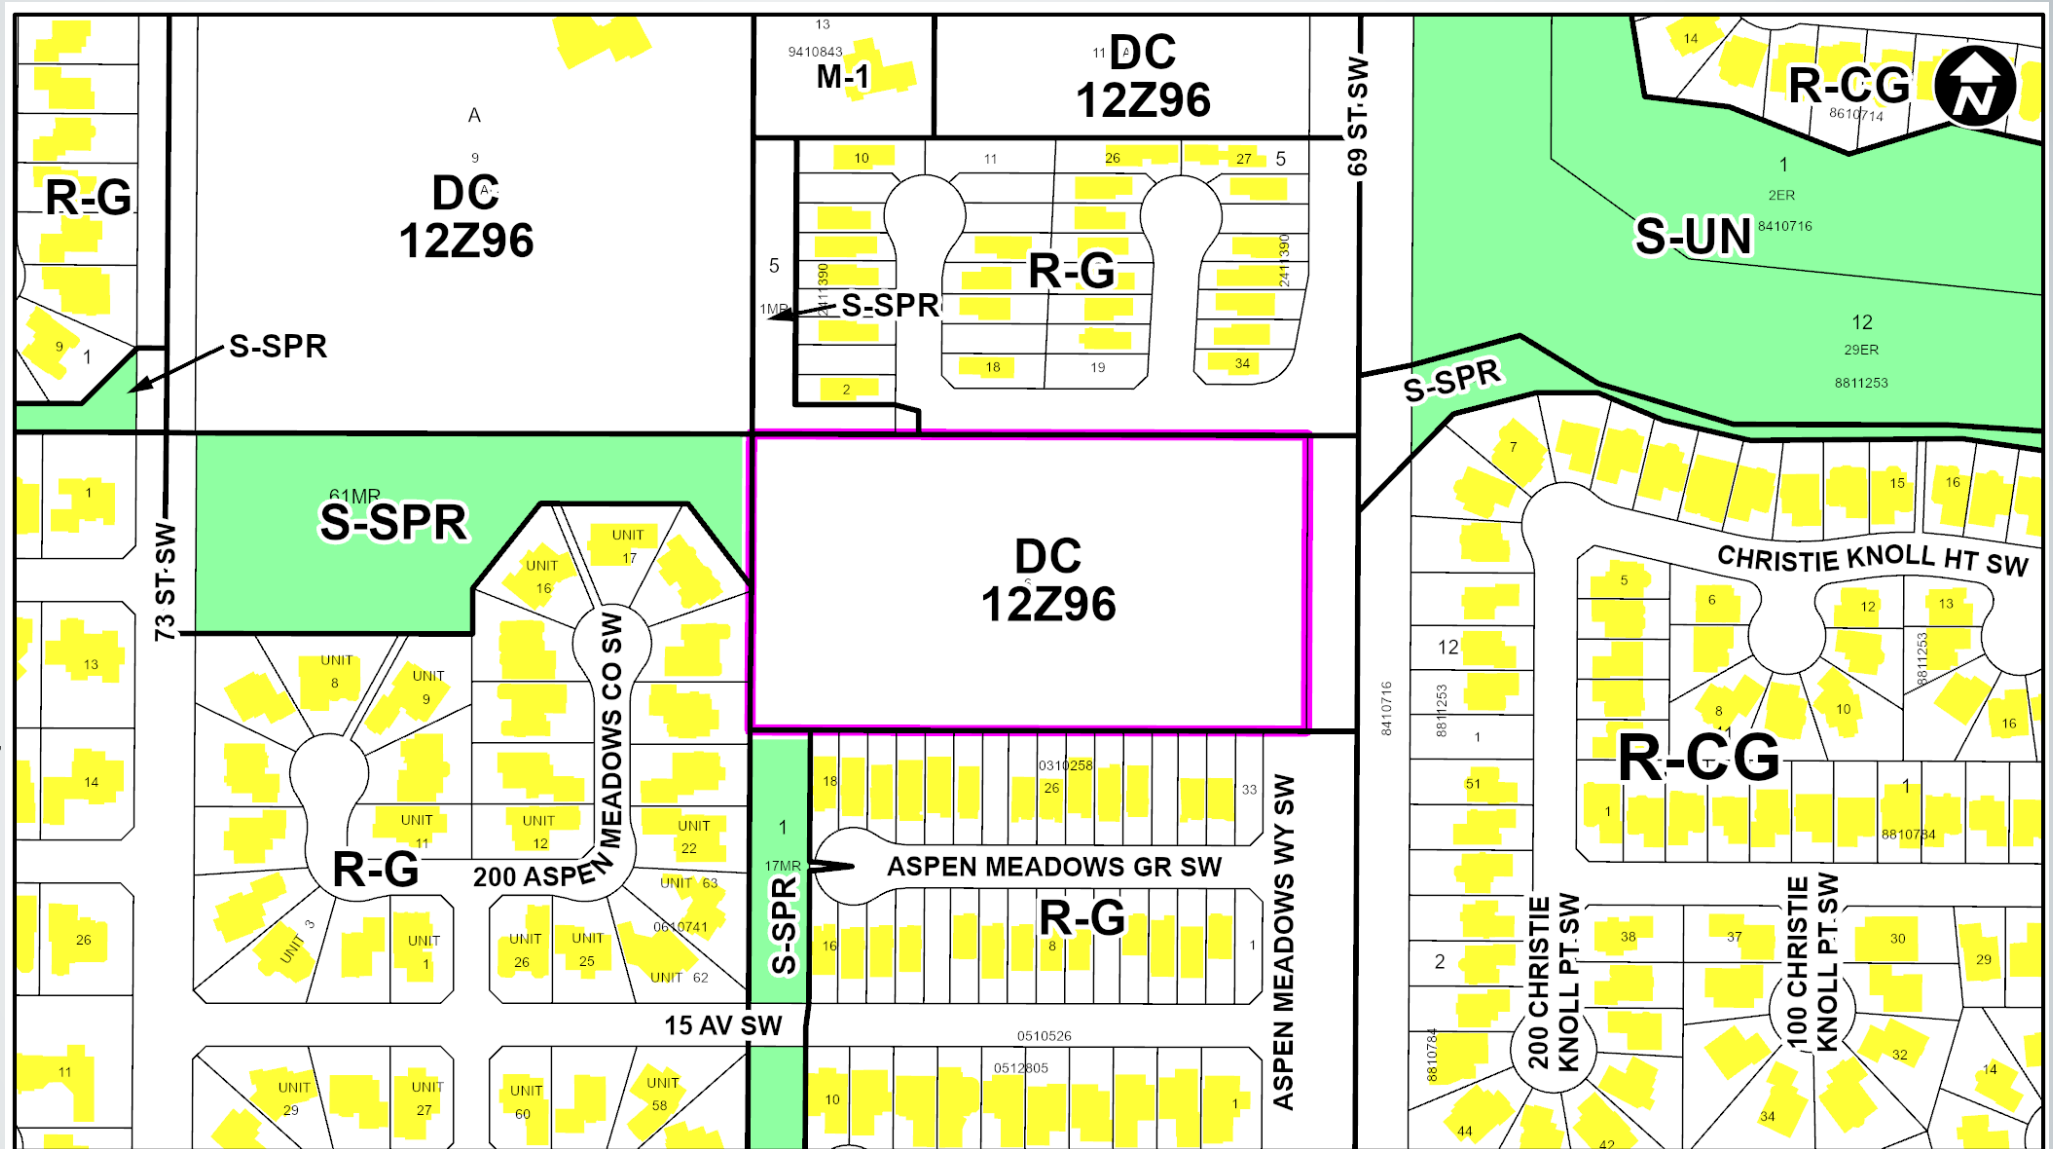 13
9410843
M-1
11
DC
12Z96
69 ST SW
14
R-CG
8610714
N
A
9
DC
12Z96
R-G
9
1
S-SPR
10
11
26
27
5
5
1MR
2411390
S-SPR
R-G
2411390
18
19
34
2
1
2ER
8410716
S-UN
12
29ER
8811253
S-SPR
61MR
S-SPR
73 ST SW
1
13
14
26
11
UNIT
17
UNIT
16
UNIT
8
UNIT
9
UNIT
11
UNIT
12
UNIT
22
R-G
200 ASPEN MEADOWS CO SW
UNIT 63
0610741
UNIT 62
UNIT 3
UNIT
1
UNIT
26
UNIT
25
15 AV SW
UNIT
29
UNIT
27
UNIT
60
UNIT
58
DC
6
12Z96
18
0310258
26
33
1
17MR
S-SPR
ASPEN MEADOWS GR SW
R-G
16
8
1
ASPEN MEADOWS WY SW
0510526
0512805
10
1
8410716
7
15
16
CHRISTIE KNOLL HT SW
5
6
12
13
12
8811253
8811253
8
10
11
16
1
R-CG
51
1
1
8810784
200 CHRISTIE
KNOLL PT SW
100 CHRISTIE
KNOLL PT SW
38
37
30
29
2
8810784
32
14
34
44
42